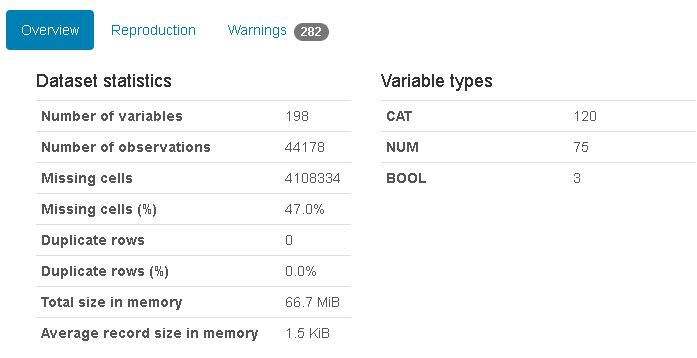 Overview Reproduction Warnings 282
Dataset statistics
Number of variables 198
Number of observations 44178
Missing cells 4108334
Missing cells (%) 47.0%
Duplicate rows 0
Duplicate rows (%) 0.0%
Total size in memory 66.7 MiB
Average record size in memory 1.5 KiB
Variable types
CAT 120
NUM 75
BOOL 3